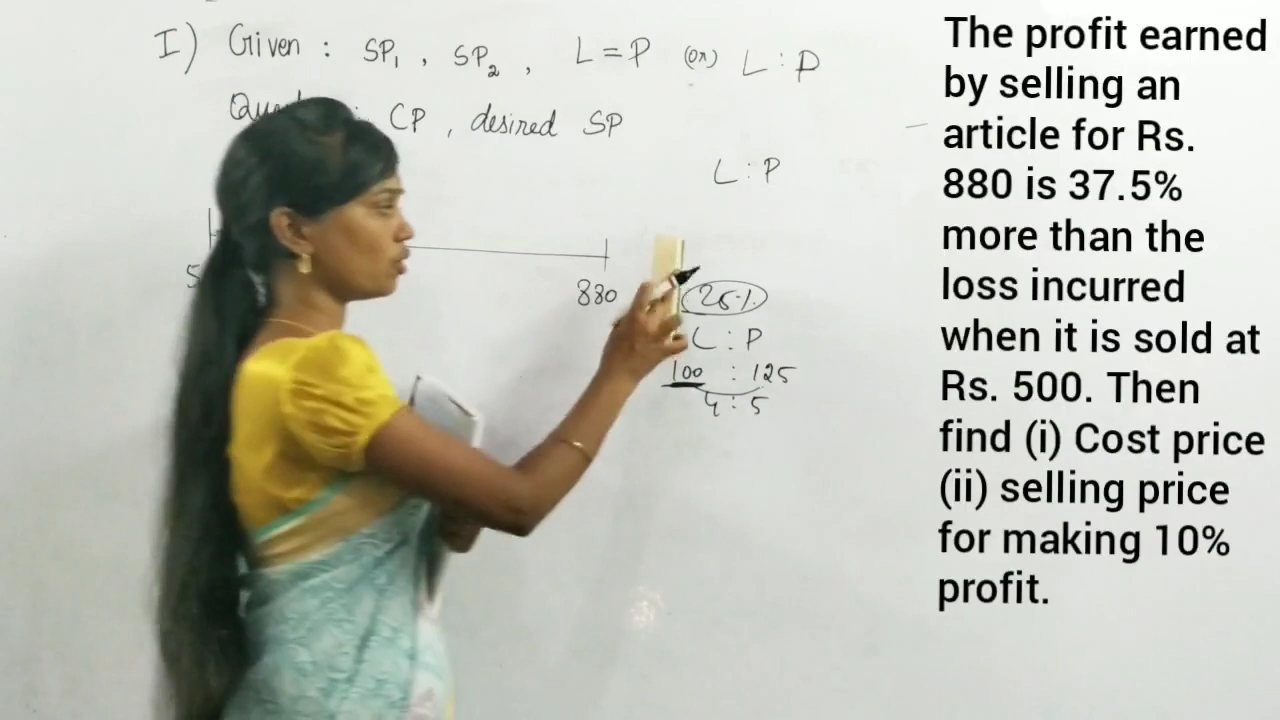 I) Given : SP1 , SP2 , L = P (or) L : P
CP , desired SP
L : P
880
25%
L : P
100 : 125
4 : 5
The profit earned
by selling an
article for Rs.
880 is 37.5%
more than the
loss incurred
when it is sold at
Rs. 500. Then
find (i) Cost price
(ii) selling price
for making 10%
profit.